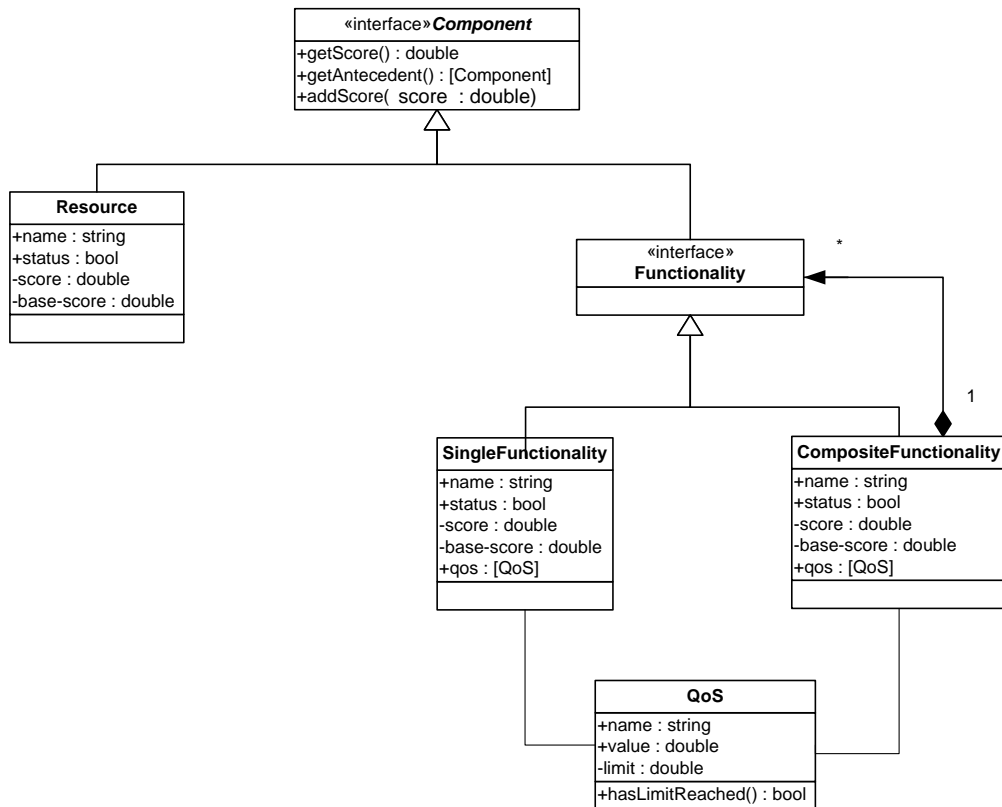 «interface»Component
+getScore() : double
+getAntecedent() : [Component]
+addScore( score : double)
Resource
+name : string
+status : bool
-score : double
-base-score : double
«interface»
Functionality
*
1
SingleFunctionality
+name : string
+status : bool
-score : double
-base-score : double
+qos : [QoS]
CompositeFunctionality
+name : string
+status : bool
-score : double
-base-score : double
+qos : [QoS]
QoS
+name : string
+value : double
-limit : double
+hasLimitReached() : bool